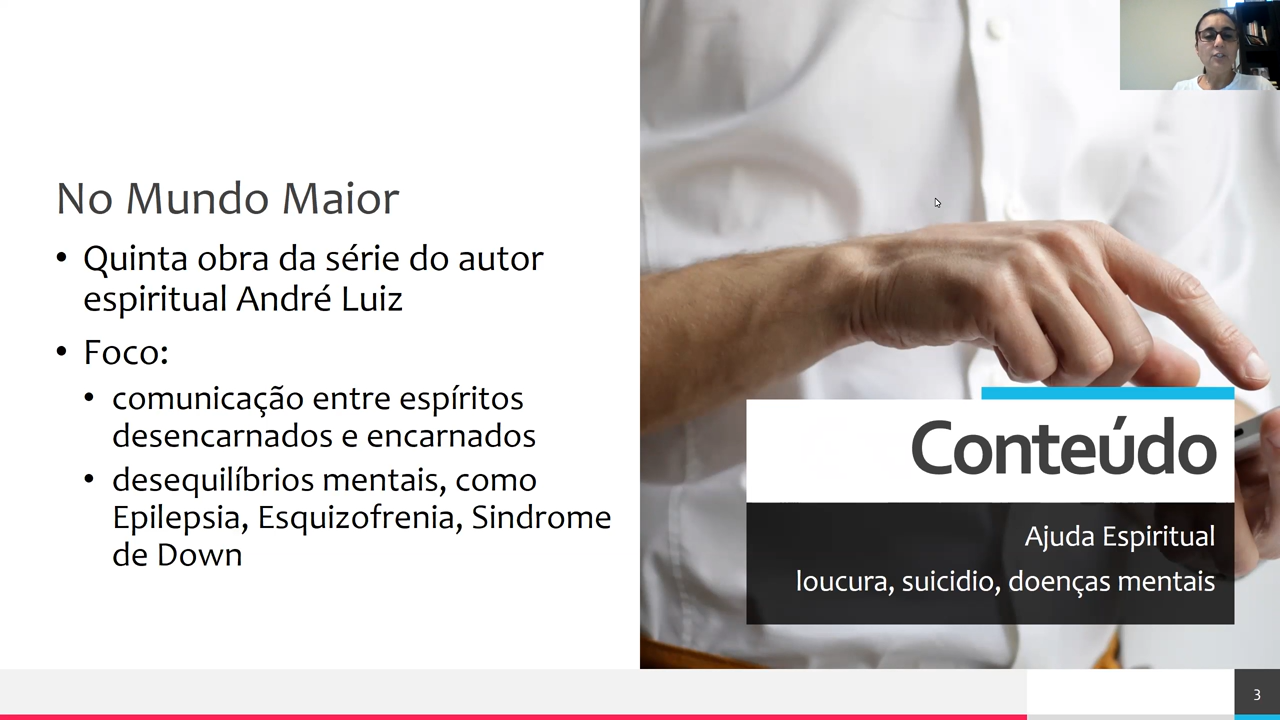 No Mundo Maior
• Quinta obra da série do autor
espiritual André Luiz
• Foco:
• comunicação entre espíritos
desencarnados e encarnados
• desequilíbrios mentais, como
Epilepsia, Esquizofrenia, Sindrome
de Down
Conteúdo
Ajuda Espiritual
loucura, suicidio, doenças mentais
3